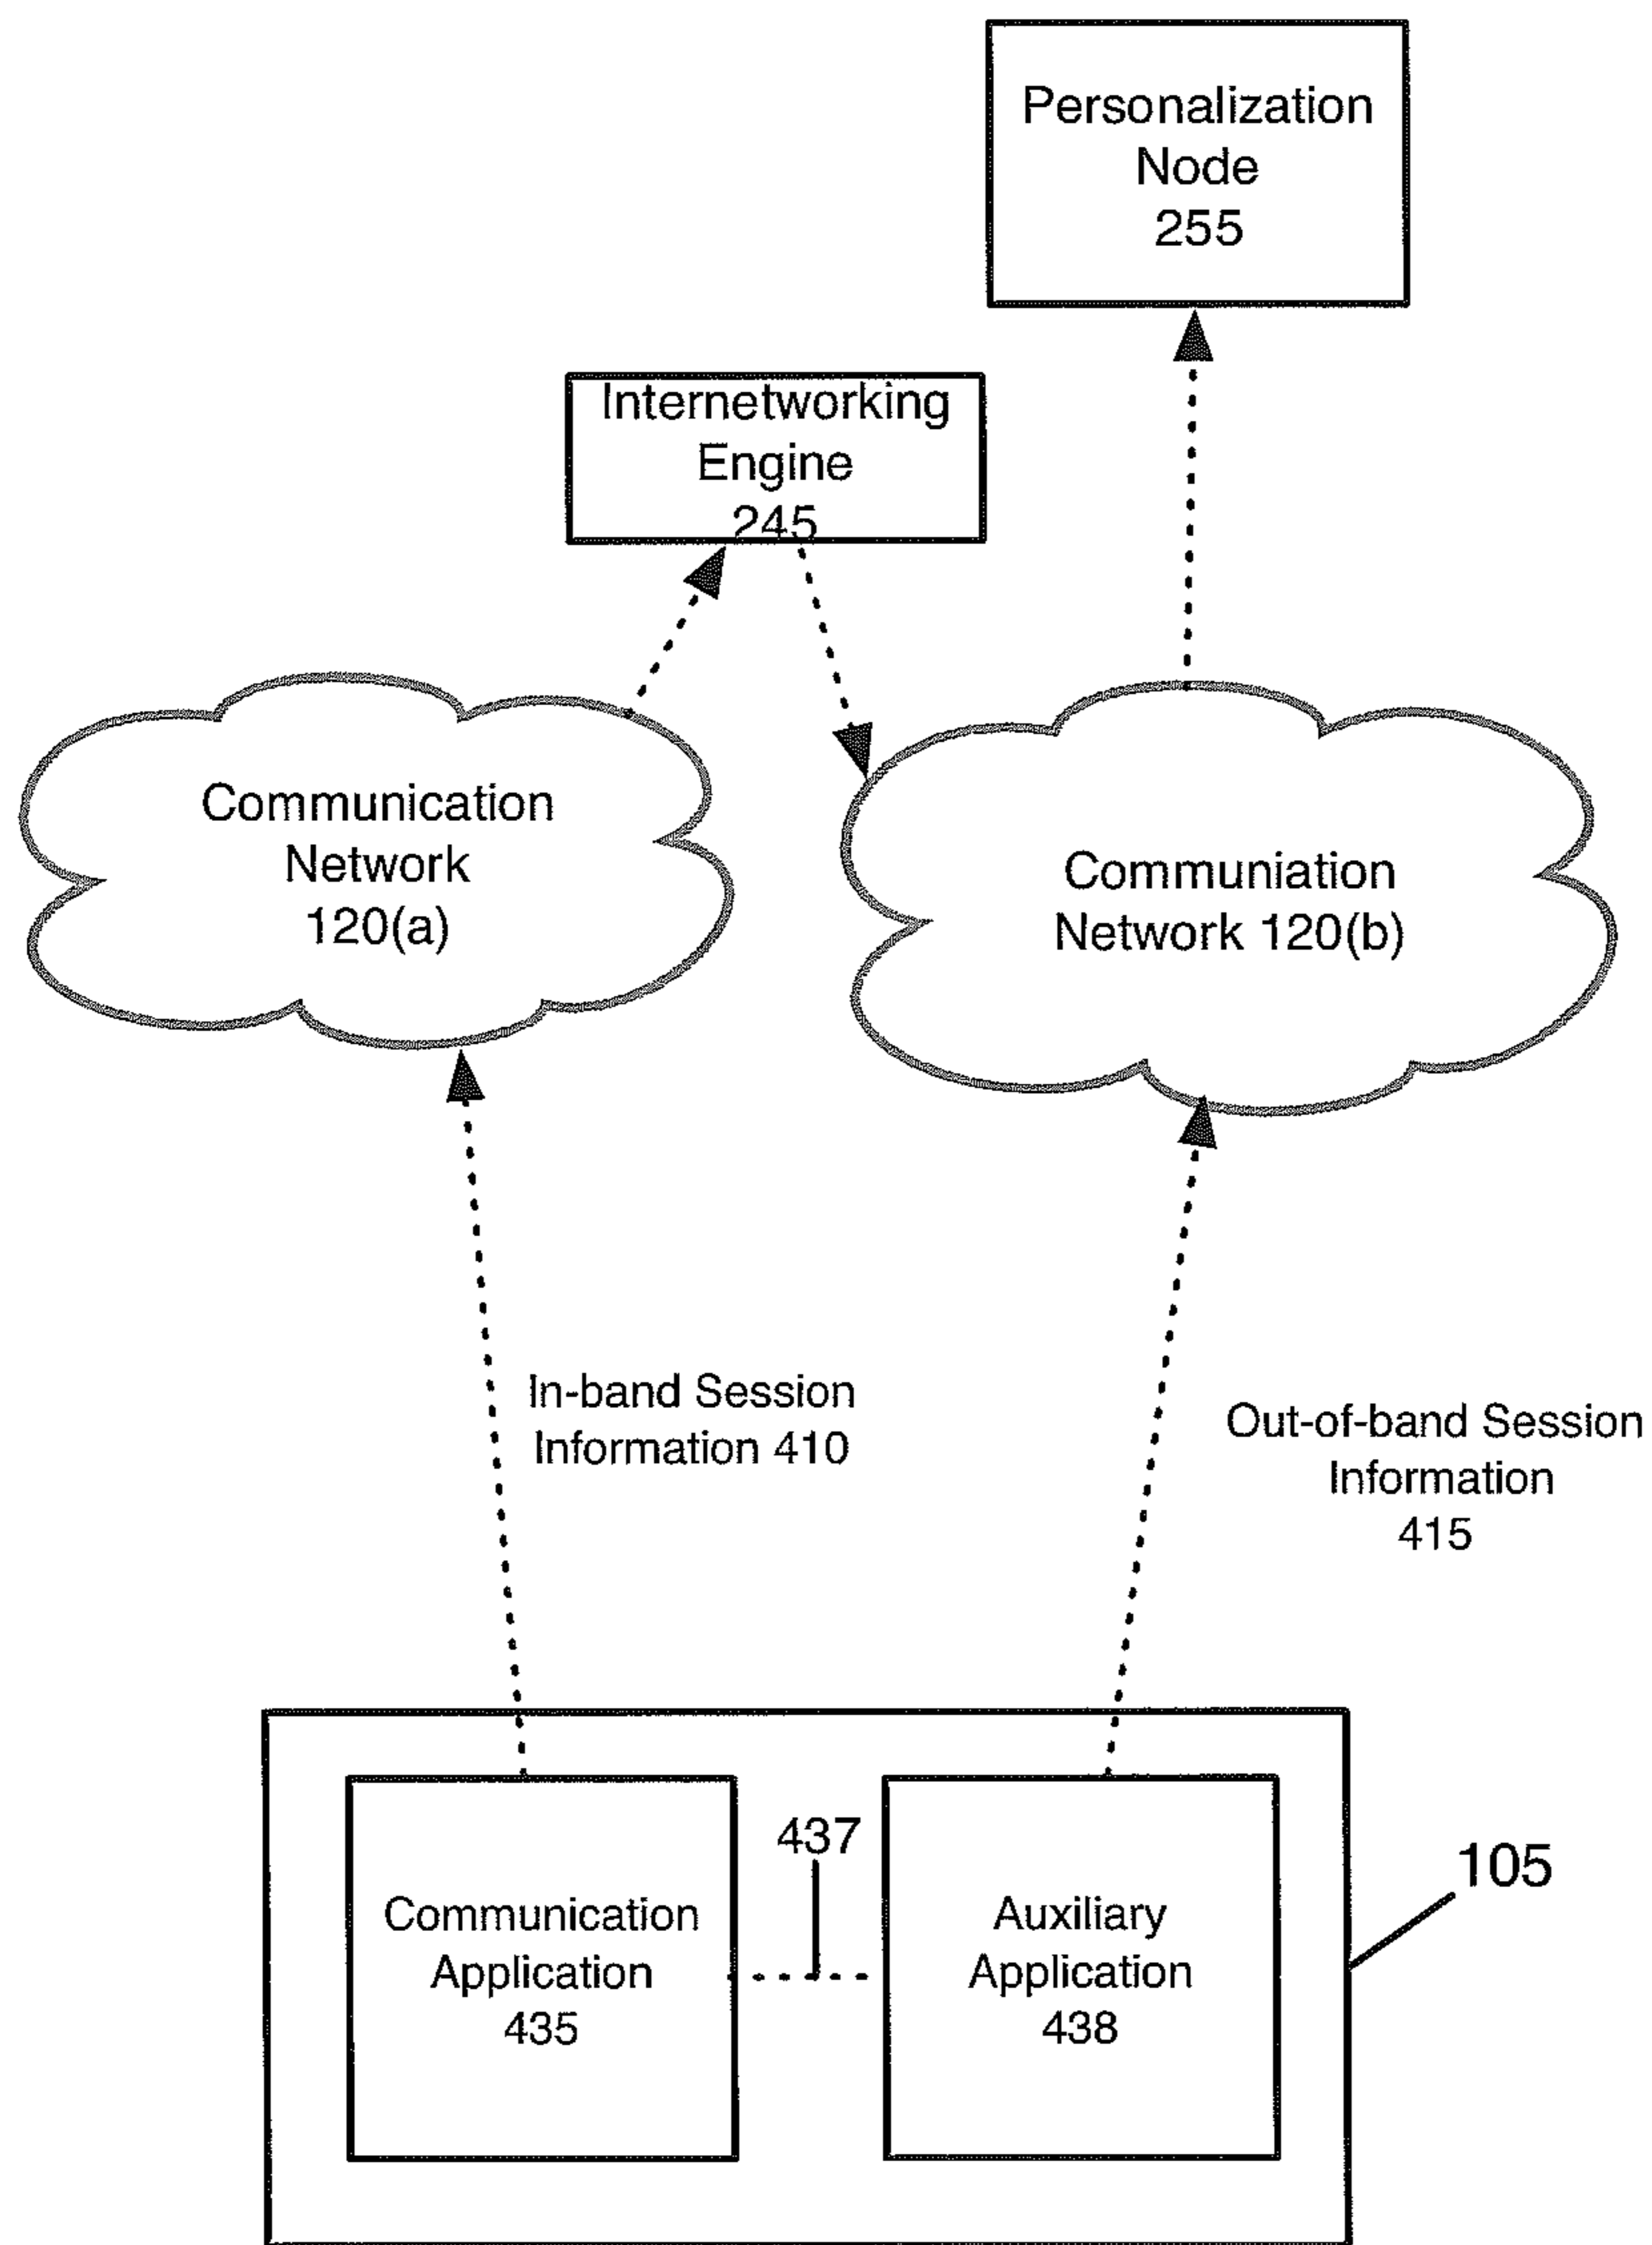 Personalization
Node
255
Internetworking
Engine
245
Communication
Network
120(a)
Communiation
Network 120(b)
In-band Session
Information 410
Out-of-band Session
Information
415
437
105
Communication
Application
435
Auxiliary
Application
438